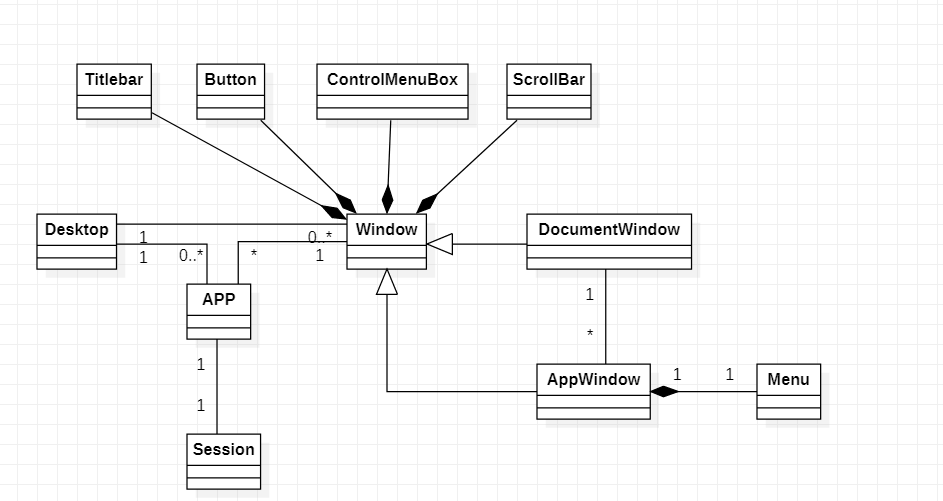 Titlebar
Button
ControlMenuBox
ScrollBar
Desktop
Window
DocumentWindow
1
0..*
1
0..*
*
1
APP
1
*
1
1
AppWindow
1
1
Menu
Session